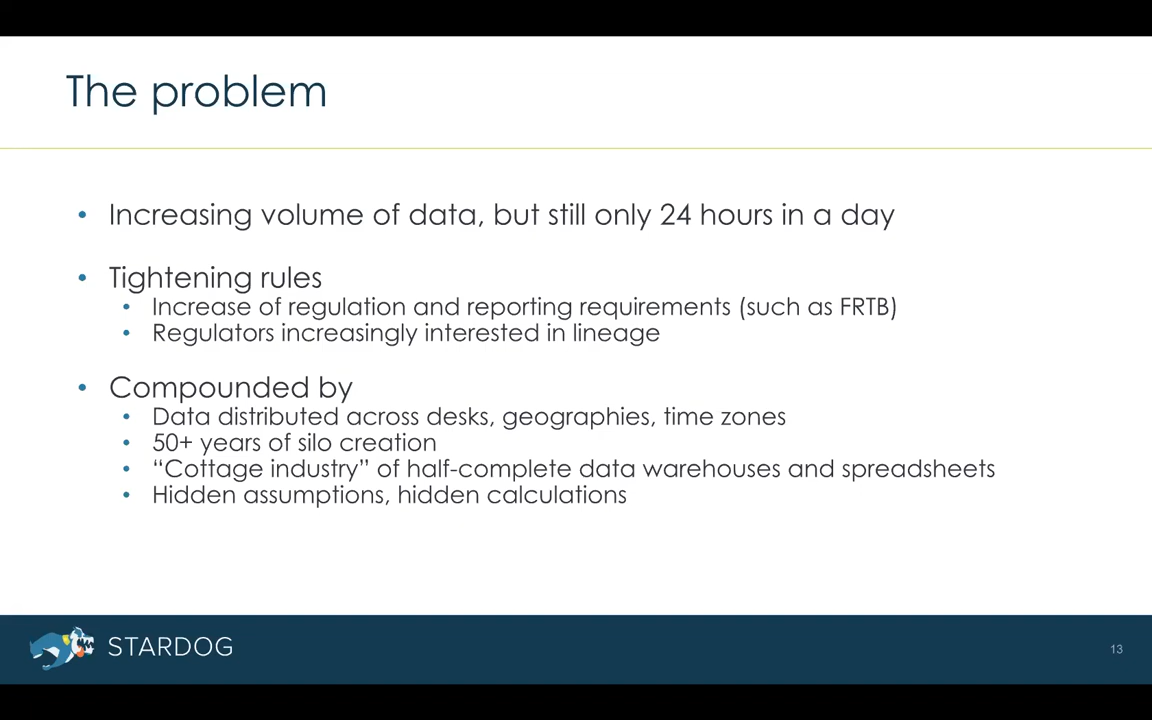 The problem
• Increasing volume of data, but still only 24 hours in a day
• Tightening rules
• Increase of regulation and reporting requirements (such as FRTB)
• Regulators increasingly interested in lineage
• Compounded by
• Data distributed across desks, geographies, time zones
• 50+ years of silo creation
• “Cottage industry” of half-complete data warehouses and spreadsheets
• Hidden assumptions, hidden calculations
STARDOG
13